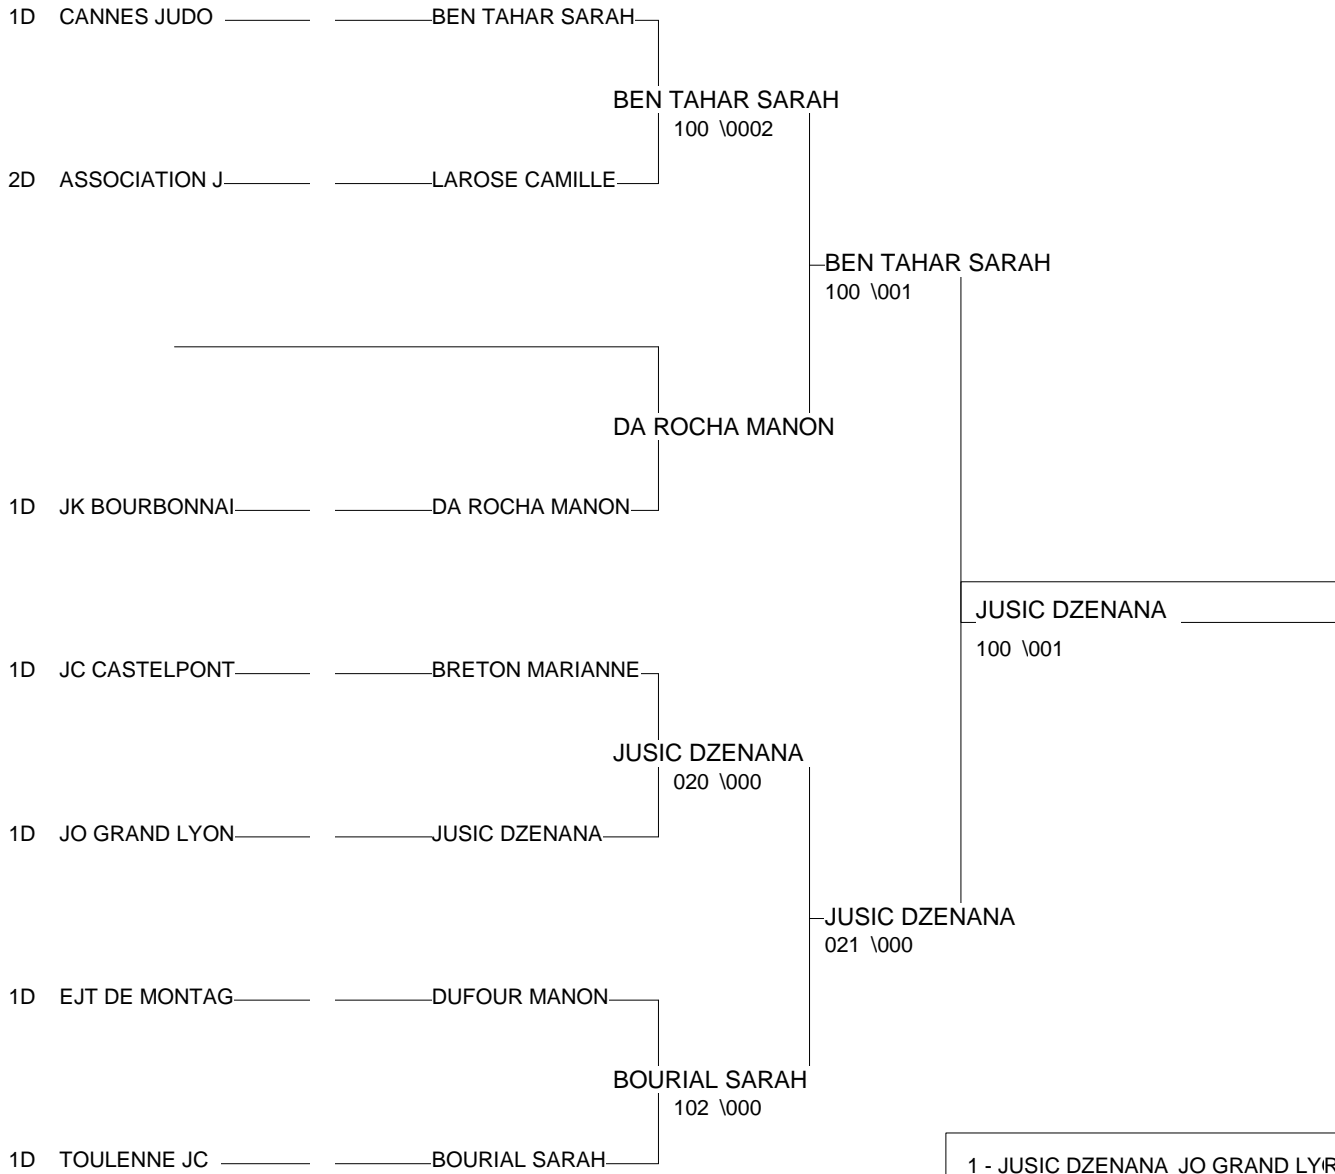 1D CANNES JUDO BEN TAHAR SARAH
BEN TAHAR SARAH
100 \0002
2D ASSOCIATION J LAROSE CAMILLE
BEN TAHAR SARAH
100 \001
DA ROCHA MANON
1D JK BOURBONNAI DA ROCHA MANON
JUSIC DZENANA
100 \001
1D JC CASTELPONT BRETON MARIANNE
JUSIC DZENANA
020 \000
1D JO GRAND LYON JUSIC DZENANA
JUSIC DZENANA
021 \000
1D EJT DE MONTAG DUFOUR MANON
BOURIAL SARAH
102 \000
1D TOULENNE JC BOURIAL SARAH
1 - JUSIC DZENANA JO GRAND